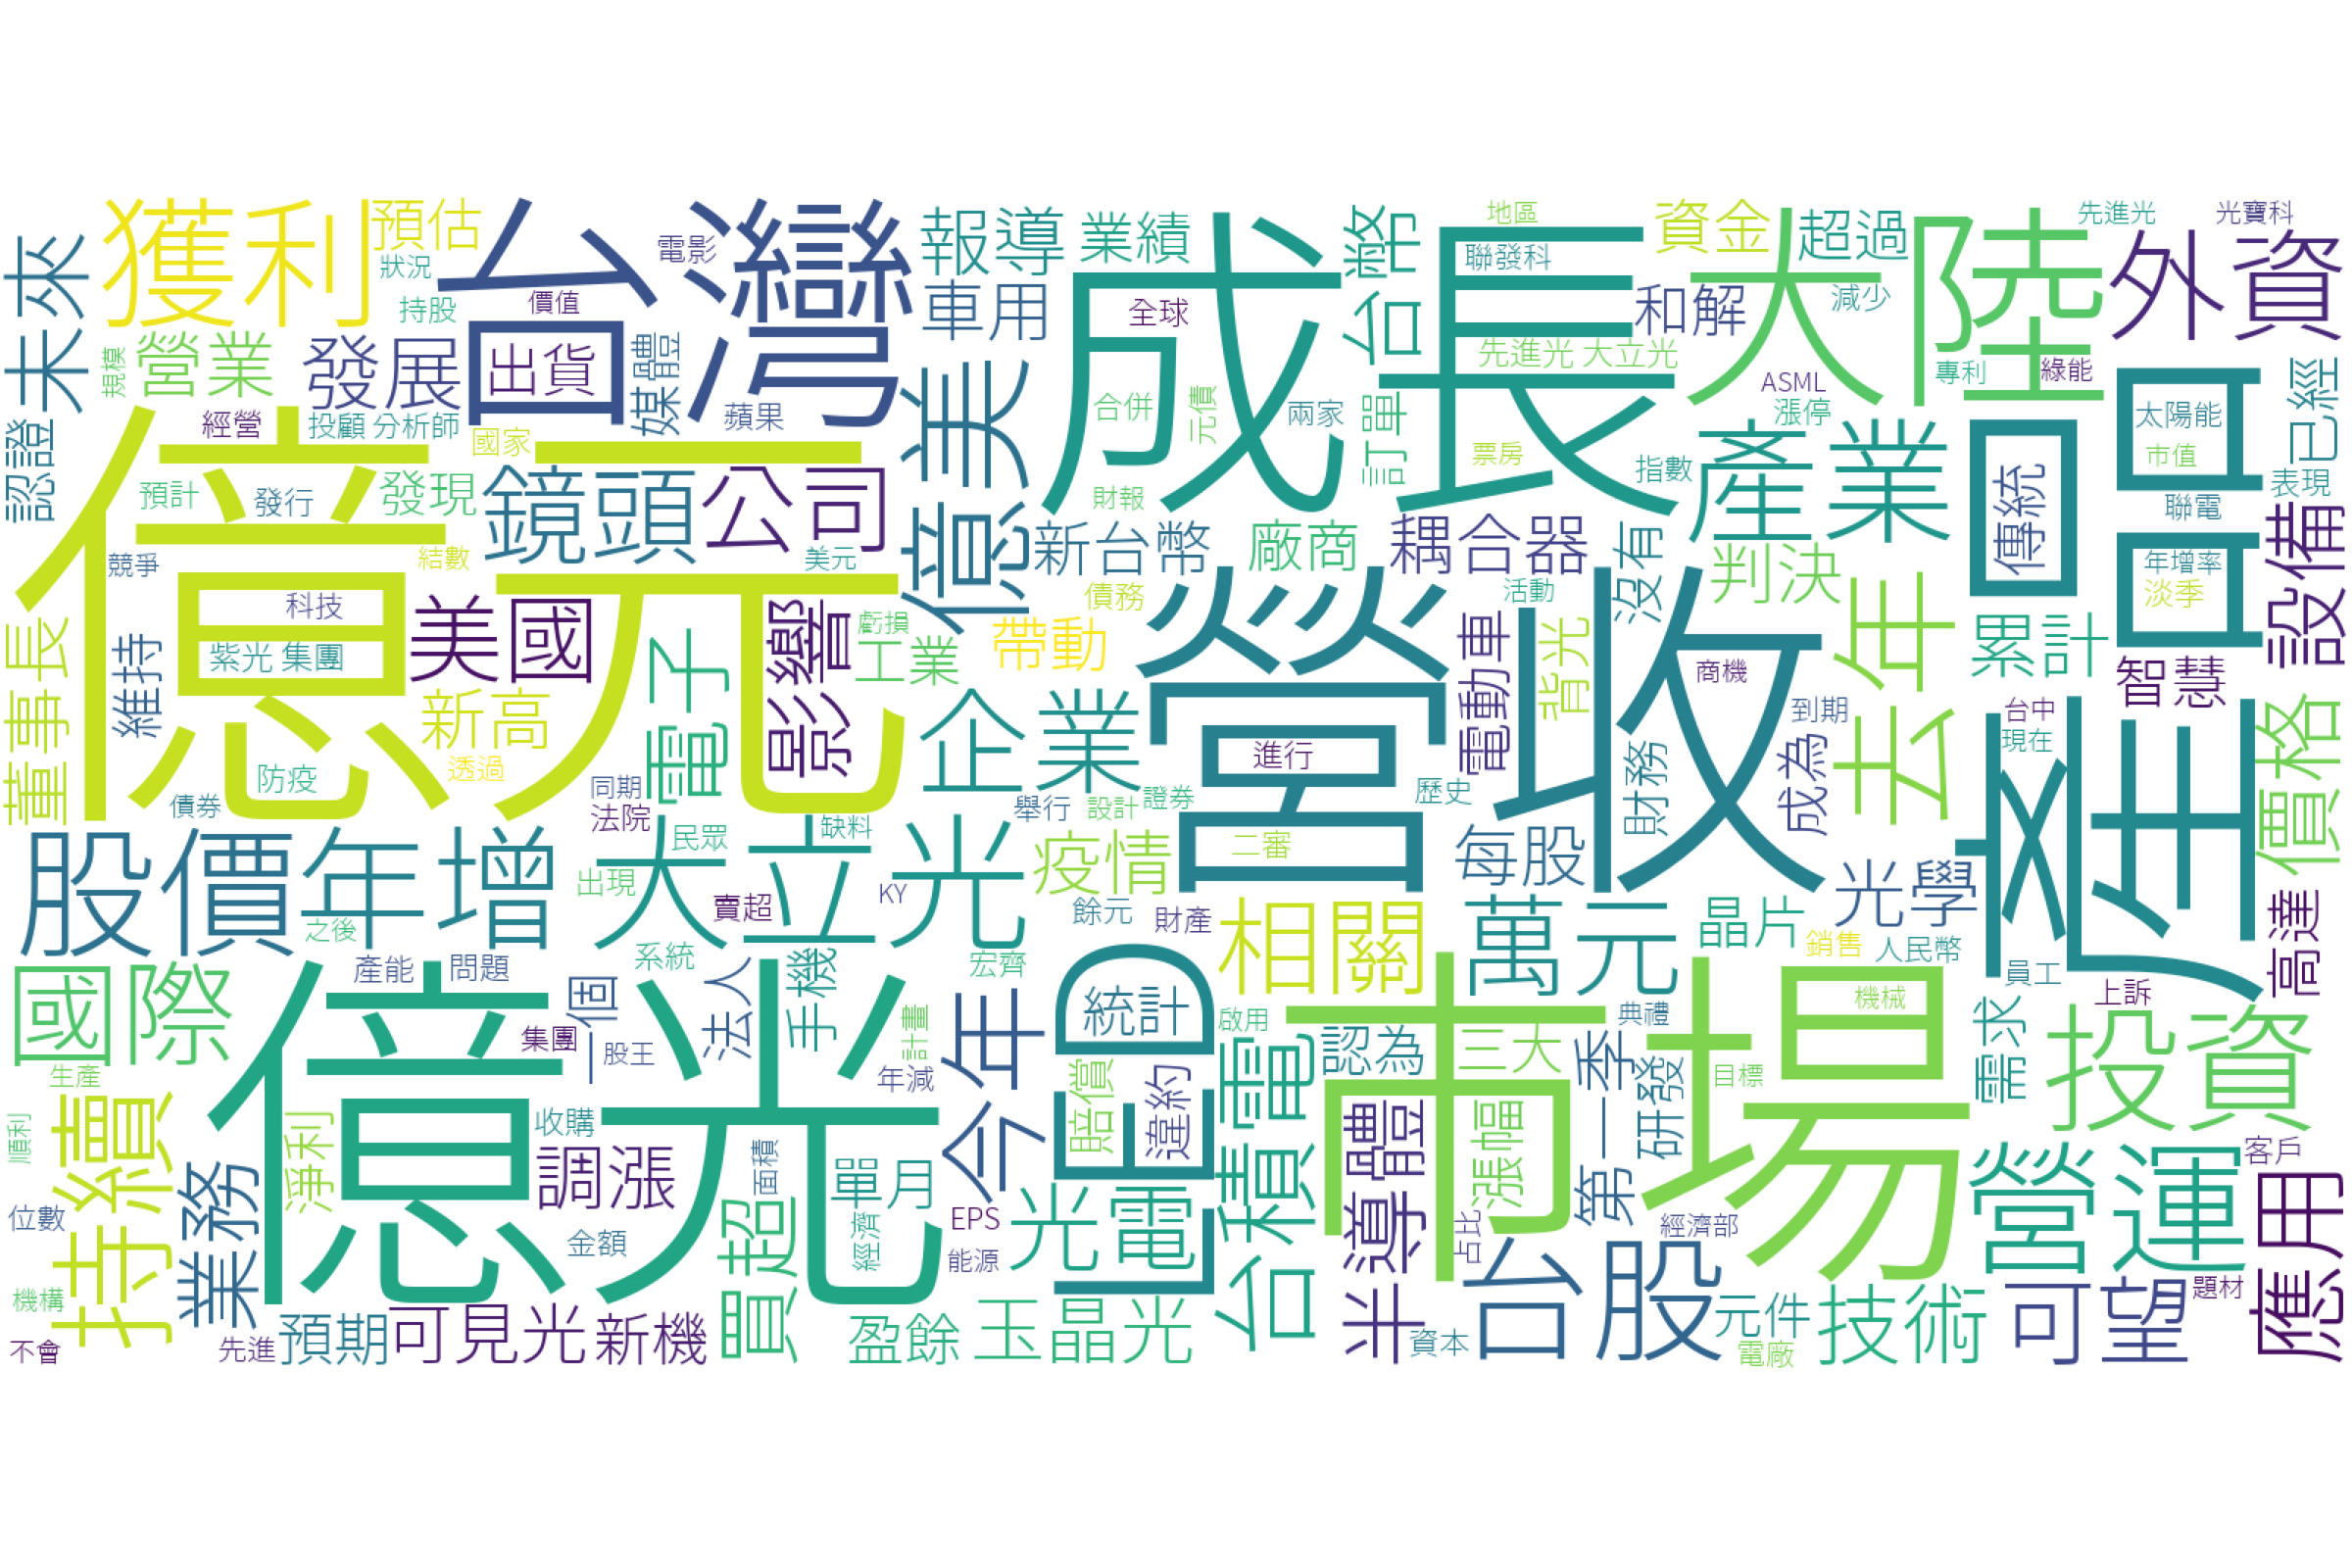 未來
獲利
預估
狀況
台灣
電影
報導
業績
成長
台幣
地區
資金
超過
先進光
光寶科
大陸
外資
規模
營業
發展
持股
價值
出貨
媒體
蘋果
車用
億美
全球
聯發科
和解
減少
先進光 大立光
ASML
專利
綠能
認證
經營
投顧 分析師
國家
合併
元債
兩家
訂單
票房
指數
漲停
產業
產品
傳統
太陽能
市值
已經
億元
預計
發行
發現
鏡頭
公司
財報
新台幣
廠商
耦合器
沒有
判決
聯電
表現
設備
競爭
結數
美元
債務
活動
年增率
淡季
董事長
科技
紫光 集團
維持
美國
新高
影響
虧損
工業
帶動
營收
電動車
背光
商機
去年
累計
智慧
防疫
透過
電子
企業
進行
到期
台中
現在
價格
債券
同期
法院
舉行
設計
證券
歷史
財務
成為
股價
年增
之後
大立光
民眾
缺料
出現
賣超
KY
疫情
二審
每股
光學
餘元
財產
相關
萬元
晶片
銷售
人民幣
高達
國際
產能
問題
一個
系統
法人
手機
宏齊
LED
統計
市場
機械
員工
上訴
需求
投資
生產
億光
集團
股王
年減
計畫
今年
啟用
認為
三大
典禮
目標
順利
持續
淨利
收購
面積
賠償
違約
台積電
漲幅
第一季
研發
營運
客戶
業務
調漲
買超
單月
位數
金額
經濟
EPS
能源
光電
半導體
占比
台股
經濟部
題材
應用
機構
不會
先進
預期
可見光
新機
盈餘
玉晶光
資本
元件
電廠
技術
可望